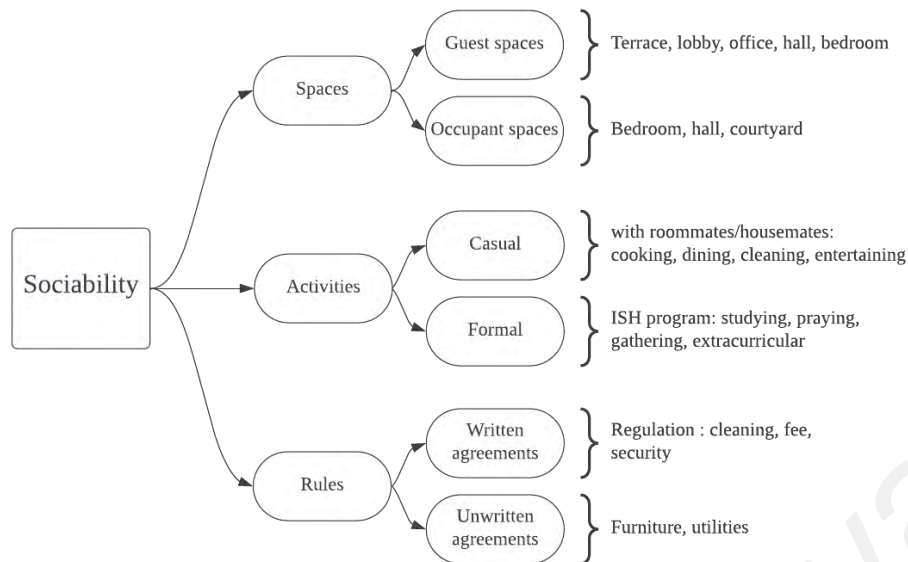 Sociability
Spaces
Guest spaces
Terrace, lobby, office, hall, bedroom
Occupant spaces
Bedroom, hall, courtyard
Activities
Casual
with roommates/housemates:
cooking, dining, cleaning, entertaining
Formal
ISH program: studying, praying,
gathering, extracurricular
Rules
Written
agreements
Regulation : cleaning, fee,
security
Unwritten
agreements
Furniture, utilities